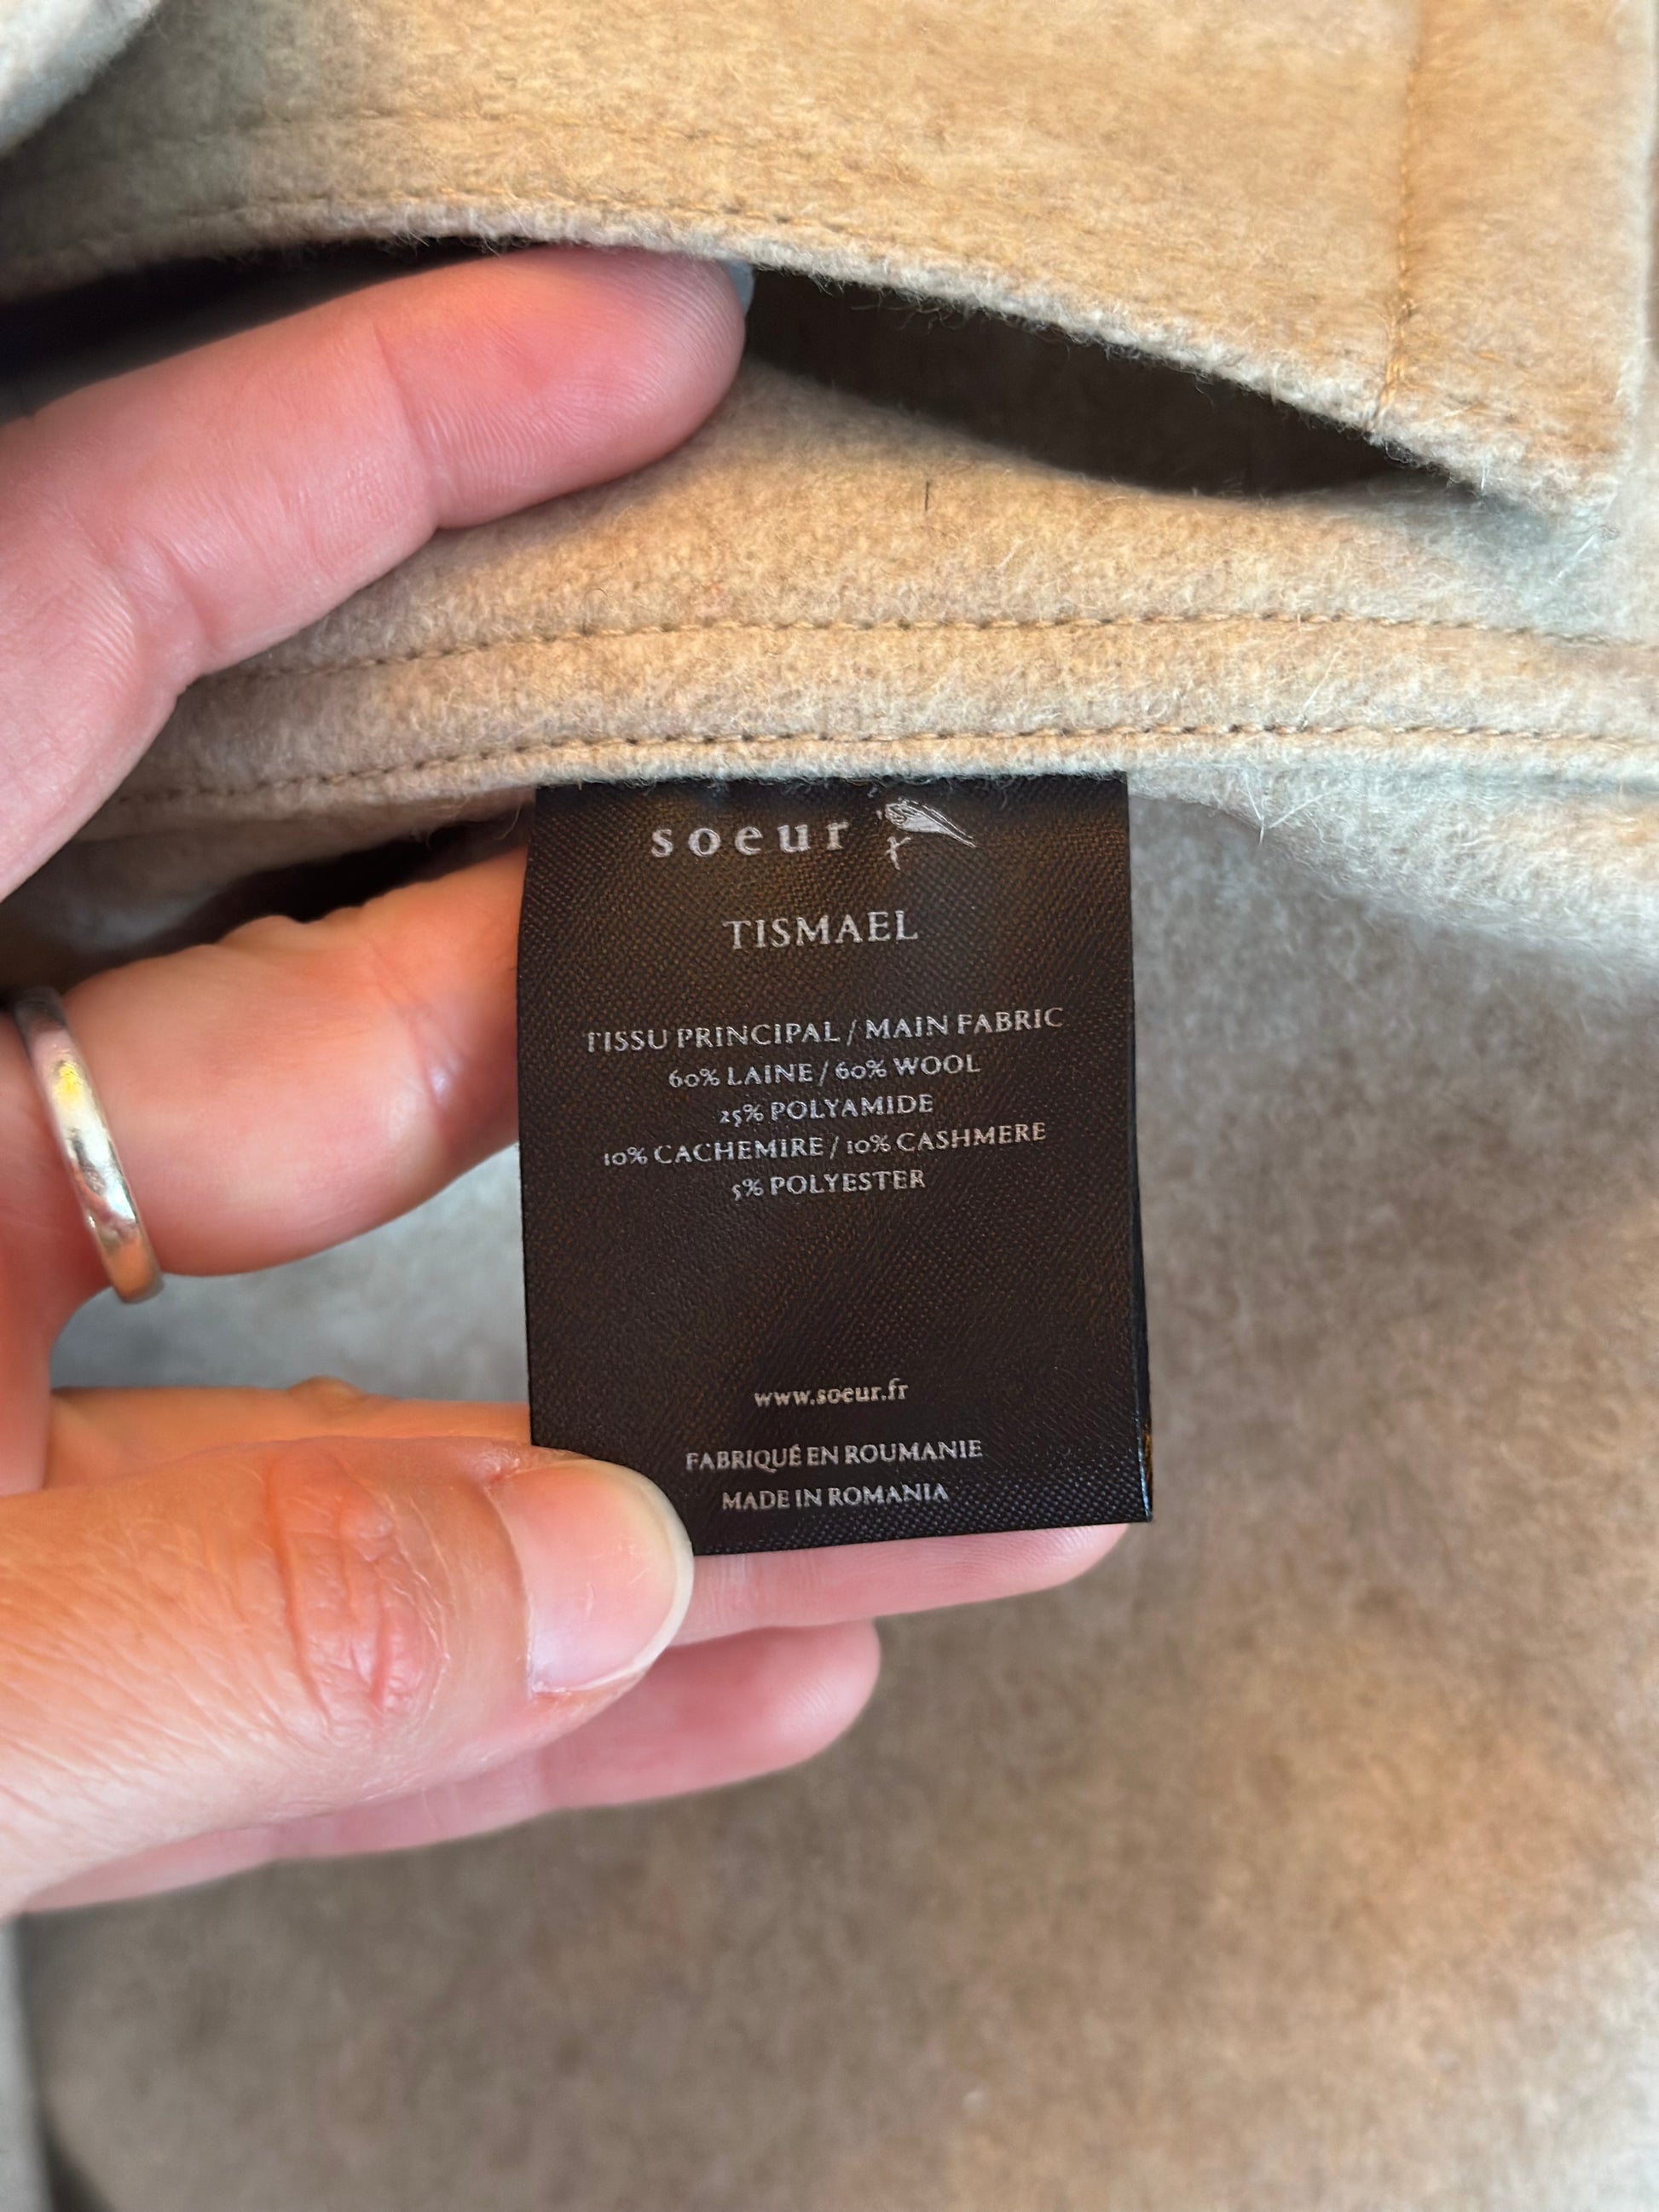 soeur
TISMAEL
TISSU PRINCIPAL / MAIN FABRIC
60% LAINE / 60% WOOL
25% POLYAMIDE
10% CACHEMIRE / 10% CASHMERE
5% POLYESTER
www.soeur.fr
FABRIQUÉ EN ROUMANIE
MADE IN ROMANIA